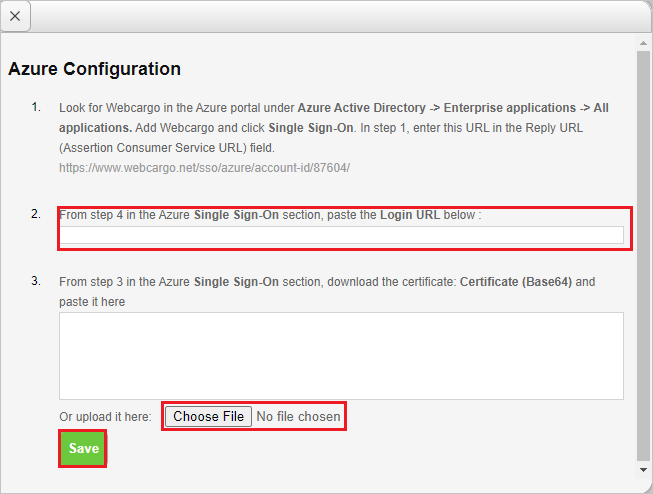 Azure Configuration
1. Look for Webcargo in the Azure portal under Azure Active Directory -> Enterprise applications -> All
applications. Add Webcargo and click Single Sign-On. In step 1, enter this URL in the Reply URL
(Assertion Consumer Service URL) field.
https://www.webcargo.net/sso/azure/account-id/87604/
2. From step 4 in the Azure Single Sign-On section, paste the Login URL below :
3. From step 3 in the Azure Single Sign-On section, download the certificate: Certificate (Base64) and
paste it here
Or upload it here: Choose File No file chosen
Save